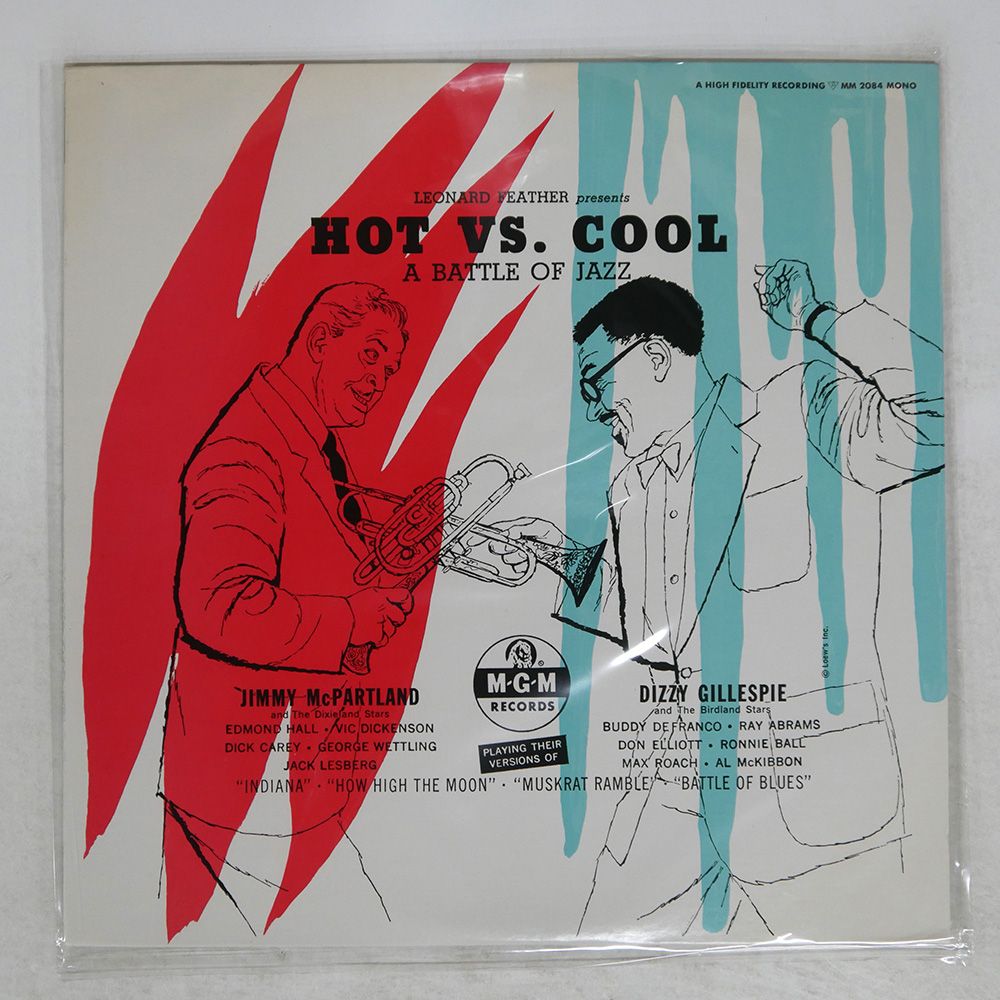 A HIGH FIDELITY RECORDING MM 2084 MONO
LEONARD FEATHER presents
HOT VS. COOL
A BATTLE OF JAZZ
© Loew's Inc.
M-G-M
®
RECORDS
PLAYING THEIR
VERSIONS OF
JIMMY McPARTLAND
and The Dixieland Stars
EDMOND HALL · VIC DICKENSON
DICK CAREY · GEORGE WETTLING
JACK LESBERG
DIZZY GILLESPIE
and The Birdland Stars
BUDDY DEFRANCO · RAY ABRAMS
DON ELLIOTT · RONNIE BALL
MAX ROACH · AL McKIBBON
"INDIANA" · "HOW HIGH THE MOON" · "MUSKRAT RAMBLE" · "BATTLE OF BLUES"